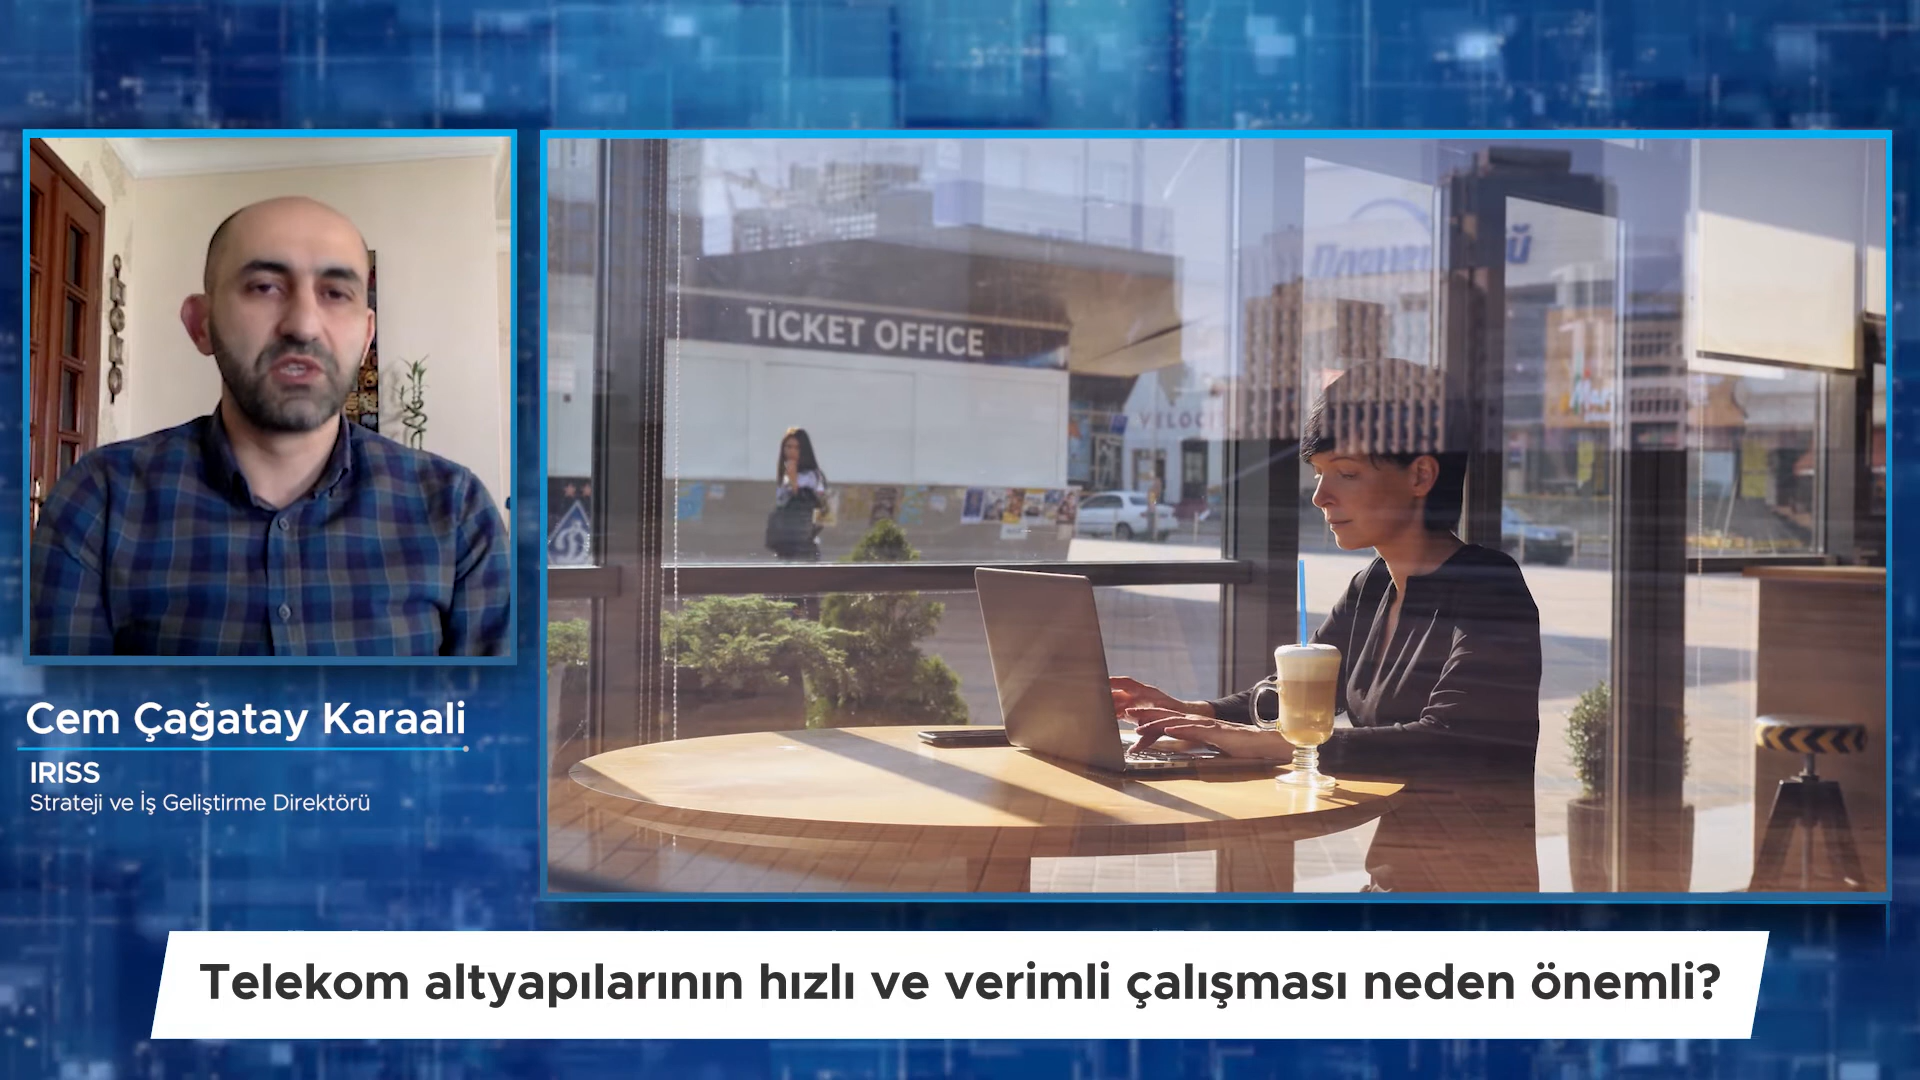 TICKET OFFICE
Cem Çağatay Karaali
IRISS
Strateji ve İş Geliştirme Direktörü
Telekom altyapılarının hızlı ve verimli çalışması neden önemli?